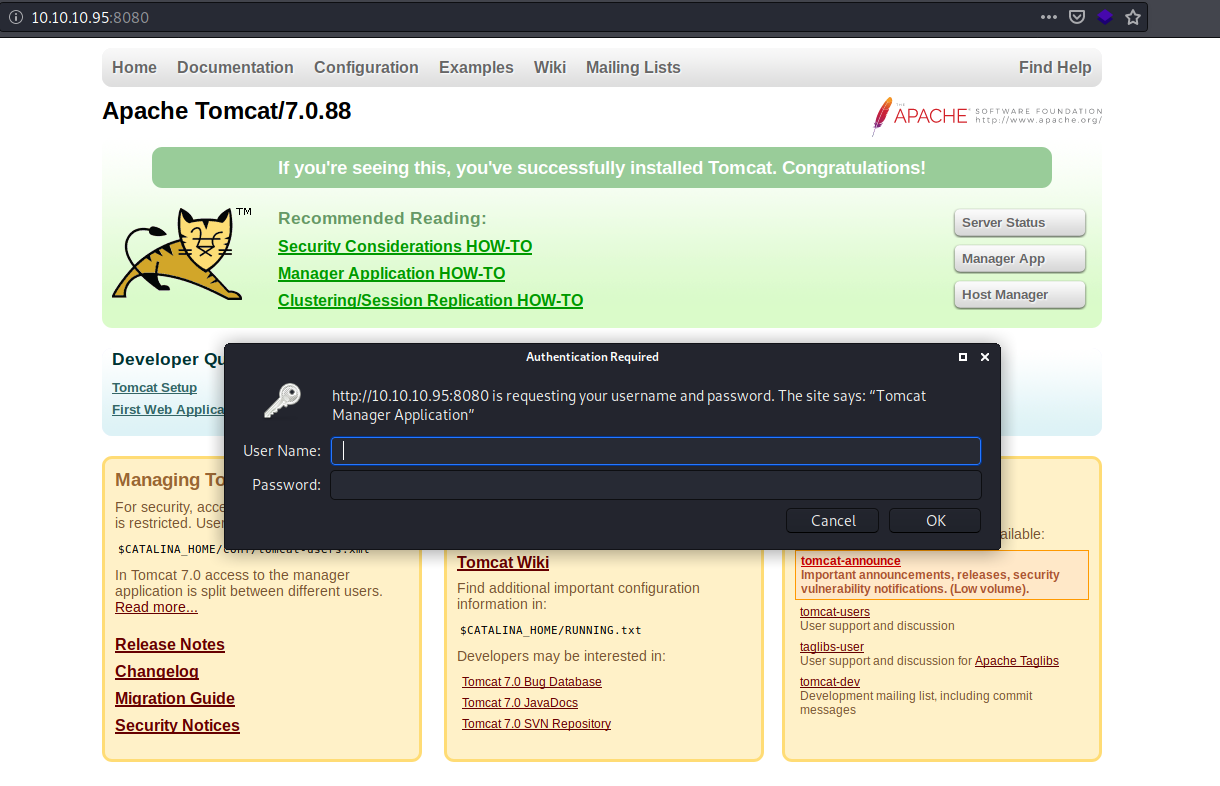 10.10.10.95:8080
Home Documentation Configuration Examples Wiki Mailing Lists Find Help
Apache Tomcat/7.0.88
THE APACHE SOFTWARE FOUNDATION
http://www.apache.org/
If you're seeing this, you've successfully installed Tomcat. Congratulations!
TM
Recommended Reading:
Security Considerations HOW-TO
Manager Application HOW-TO
Clustering/Session Replication HOW-TO
Server Status
Manager App
Host Manager
Developer Qu
Tomcat Setup
First Web Applica
Authentication Required
http://10.10.10.95:8080 is requesting your username and password. The site says: “Tomcat
Manager Application”
User Name:
Password:
Cancel OK
Managing To
For security, acce
is restricted. User
$CATALINA_HOME/conf/tomcat-users.xml
In Tomcat 7.0 access to the manager
application is split between different users.
Read more...
Release Notes
Changelog
Migration Guide
Security Notices
Tomcat Wiki
Find additional important configuration
information in:
$CATALINA_HOME/RUNNING.txt
Developers may be interested in:
Tomcat 7.0 Bug Database
Tomcat 7.0 JavaDocs
Tomcat 7.0 SVN Repository
ailable:
tomcat-announce
Important announcements, releases, security
vulnerability notifications. (Low volume).
tomcat-users
User support and discussion
taglibs-user
User support and discussion for Apache Taglibs
tomcat-dev
Development mailing list, including commit
messages